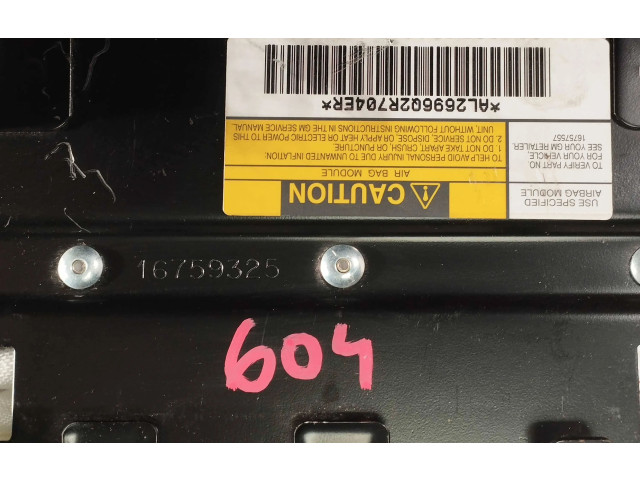 USE SPECIFIED
AIRBAG MODULE
TO VERIFY PART NO
FOR YOUR VEHICLE,
SEE YOUR GM RETAILER
16757557
CAUTION
AIR BAG MODULE
TO HELP AVOID PERSONAL INJURY DUE TO UNWANTED INFLATION:
1. DO NOT TAKE APART, CRUSH, OR PUNCTURE.
2. DO NOT SERVICE, DISPOSE, OR APPLY HEAT OR ELECTRIC POWER TO THIS
UNIT, WITHOUT FOLLOWING INSTRUCTIONS IN THE GM SERVICE MANUAL
*AL2696Q2R704ER*
16759325
604